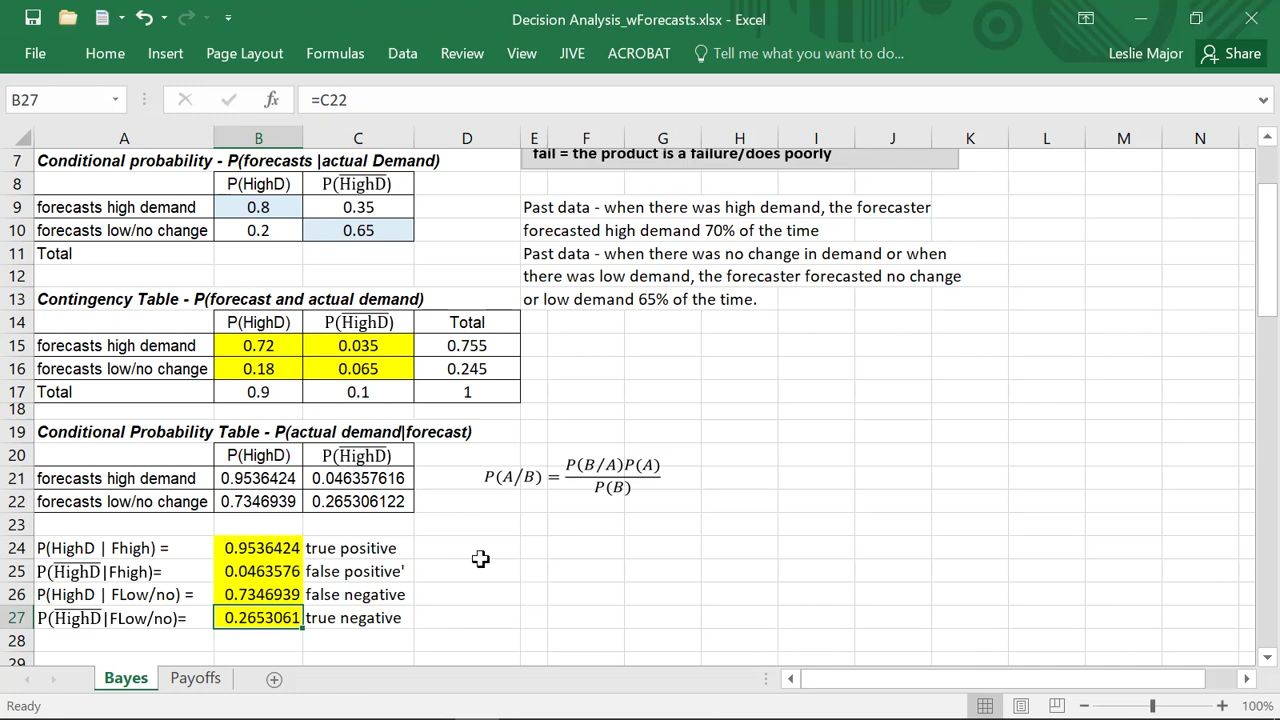 Decision Analysis_wForecasts.xlsx - Excel
File Home Insert Page Layout Formulas Data Review View JIVE ACROBAT Tell me what you want to do... Leslie Major Share
B27 fx =C22
A B C D E F G H I J K L M N
7 Conditional probability - P(forecasts |actual Demand) fail = the product is a failure/does poorly
8 P(HighD) P(H̅i̅g̅h̅D̅)
9 forecasts high demand 0.8 0.35 Past data - when there was high demand, the forecaster
10 forecasts low/no change 0.2 0.65 forecasted high demand 70% of the time
11 Total Past data - when there was no change in demand or when
12 there was low demand, the forecaster forecasted no change
13 Contingency Table - P(forecast and actual demand) or low demand 65% of the time.
14 P(HighD) P(H̅i̅g̅h̅D̅) Total
15 forecasts high demand 0.72 0.035 0.755
16 forecasts low/no change 0.18 0.065 0.245
17 Total 0.9 0.1 1
18
19 Conditional Probability Table - P(actual demand|forecast)
20 P(HighD) P(H̅i̅g̅h̅D̅)
21 forecasts high demand 0.9536424 0.046357616 P(A/B) = P(B/A)P(A)
22 forecasts low/no change 0.7346939 0.265306122 P(B)
23
24 P(HighD | Fhigh) = 0.9536424 true positive
25 P(H̅i̅g̅h̅D̅|Fhigh)= 0.0463576 false positive'
26 P(HighD | FLow/no) = 0.7346939 false negative
27 P(H̅i̅g̅h̅D̅|FLow/no)= 0.2653061 true negative
28
29
Bayes Payoffs
Ready 100%